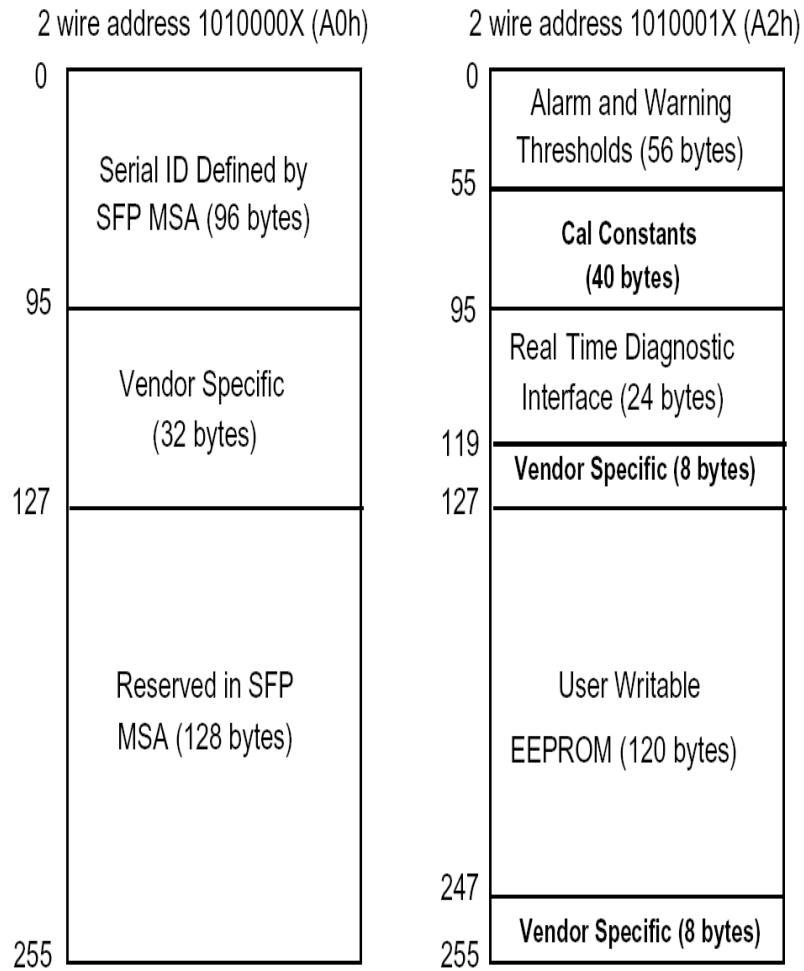 2 wire address 1010000X (A0h)
0
Serial ID Defined by
SFP MSA (96 bytes)
95
Vendor Specific
(32 bytes)
127
Reserved in SFP
MSA (128 bytes)
255
2 wire address 1010001X (A2h)
0
Alarm and Warning
Thresholds (56 bytes)
55
Cal Constants
(40 bytes)
95
Real Time Diagnostic
Interface (24 bytes)
119
Vendor Specific (8 bytes)
127
User Writable
EEPROM (120 bytes)
247
Vendor Specific (8 bytes)
255